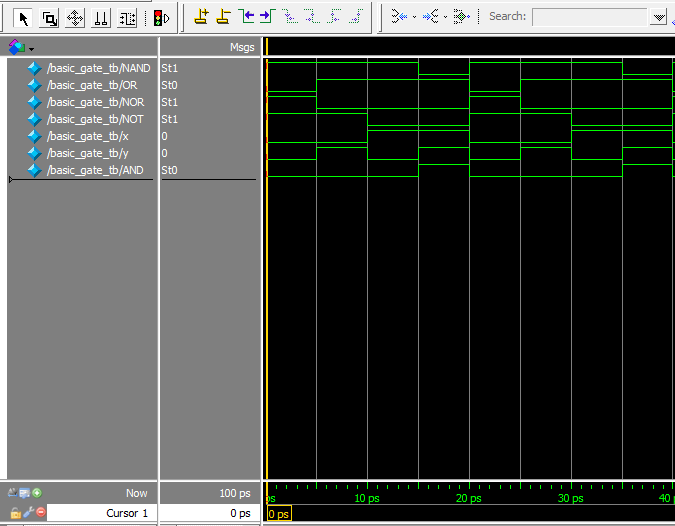 Search:
Msgs
/basic_gate_tb/NAND St1
/basic_gate_tb/OR St0
/basic_gate_tb/NOR St1
/basic_gate_tb/NOT St1
/basic_gate_tb/x 0
/basic_gate_tb/y 0
/basic_gate_tb/AND St0
Now 100 ps
ps 10 ps 20 ps 30 ps 40
Cursor 1 0 ps 0 ps